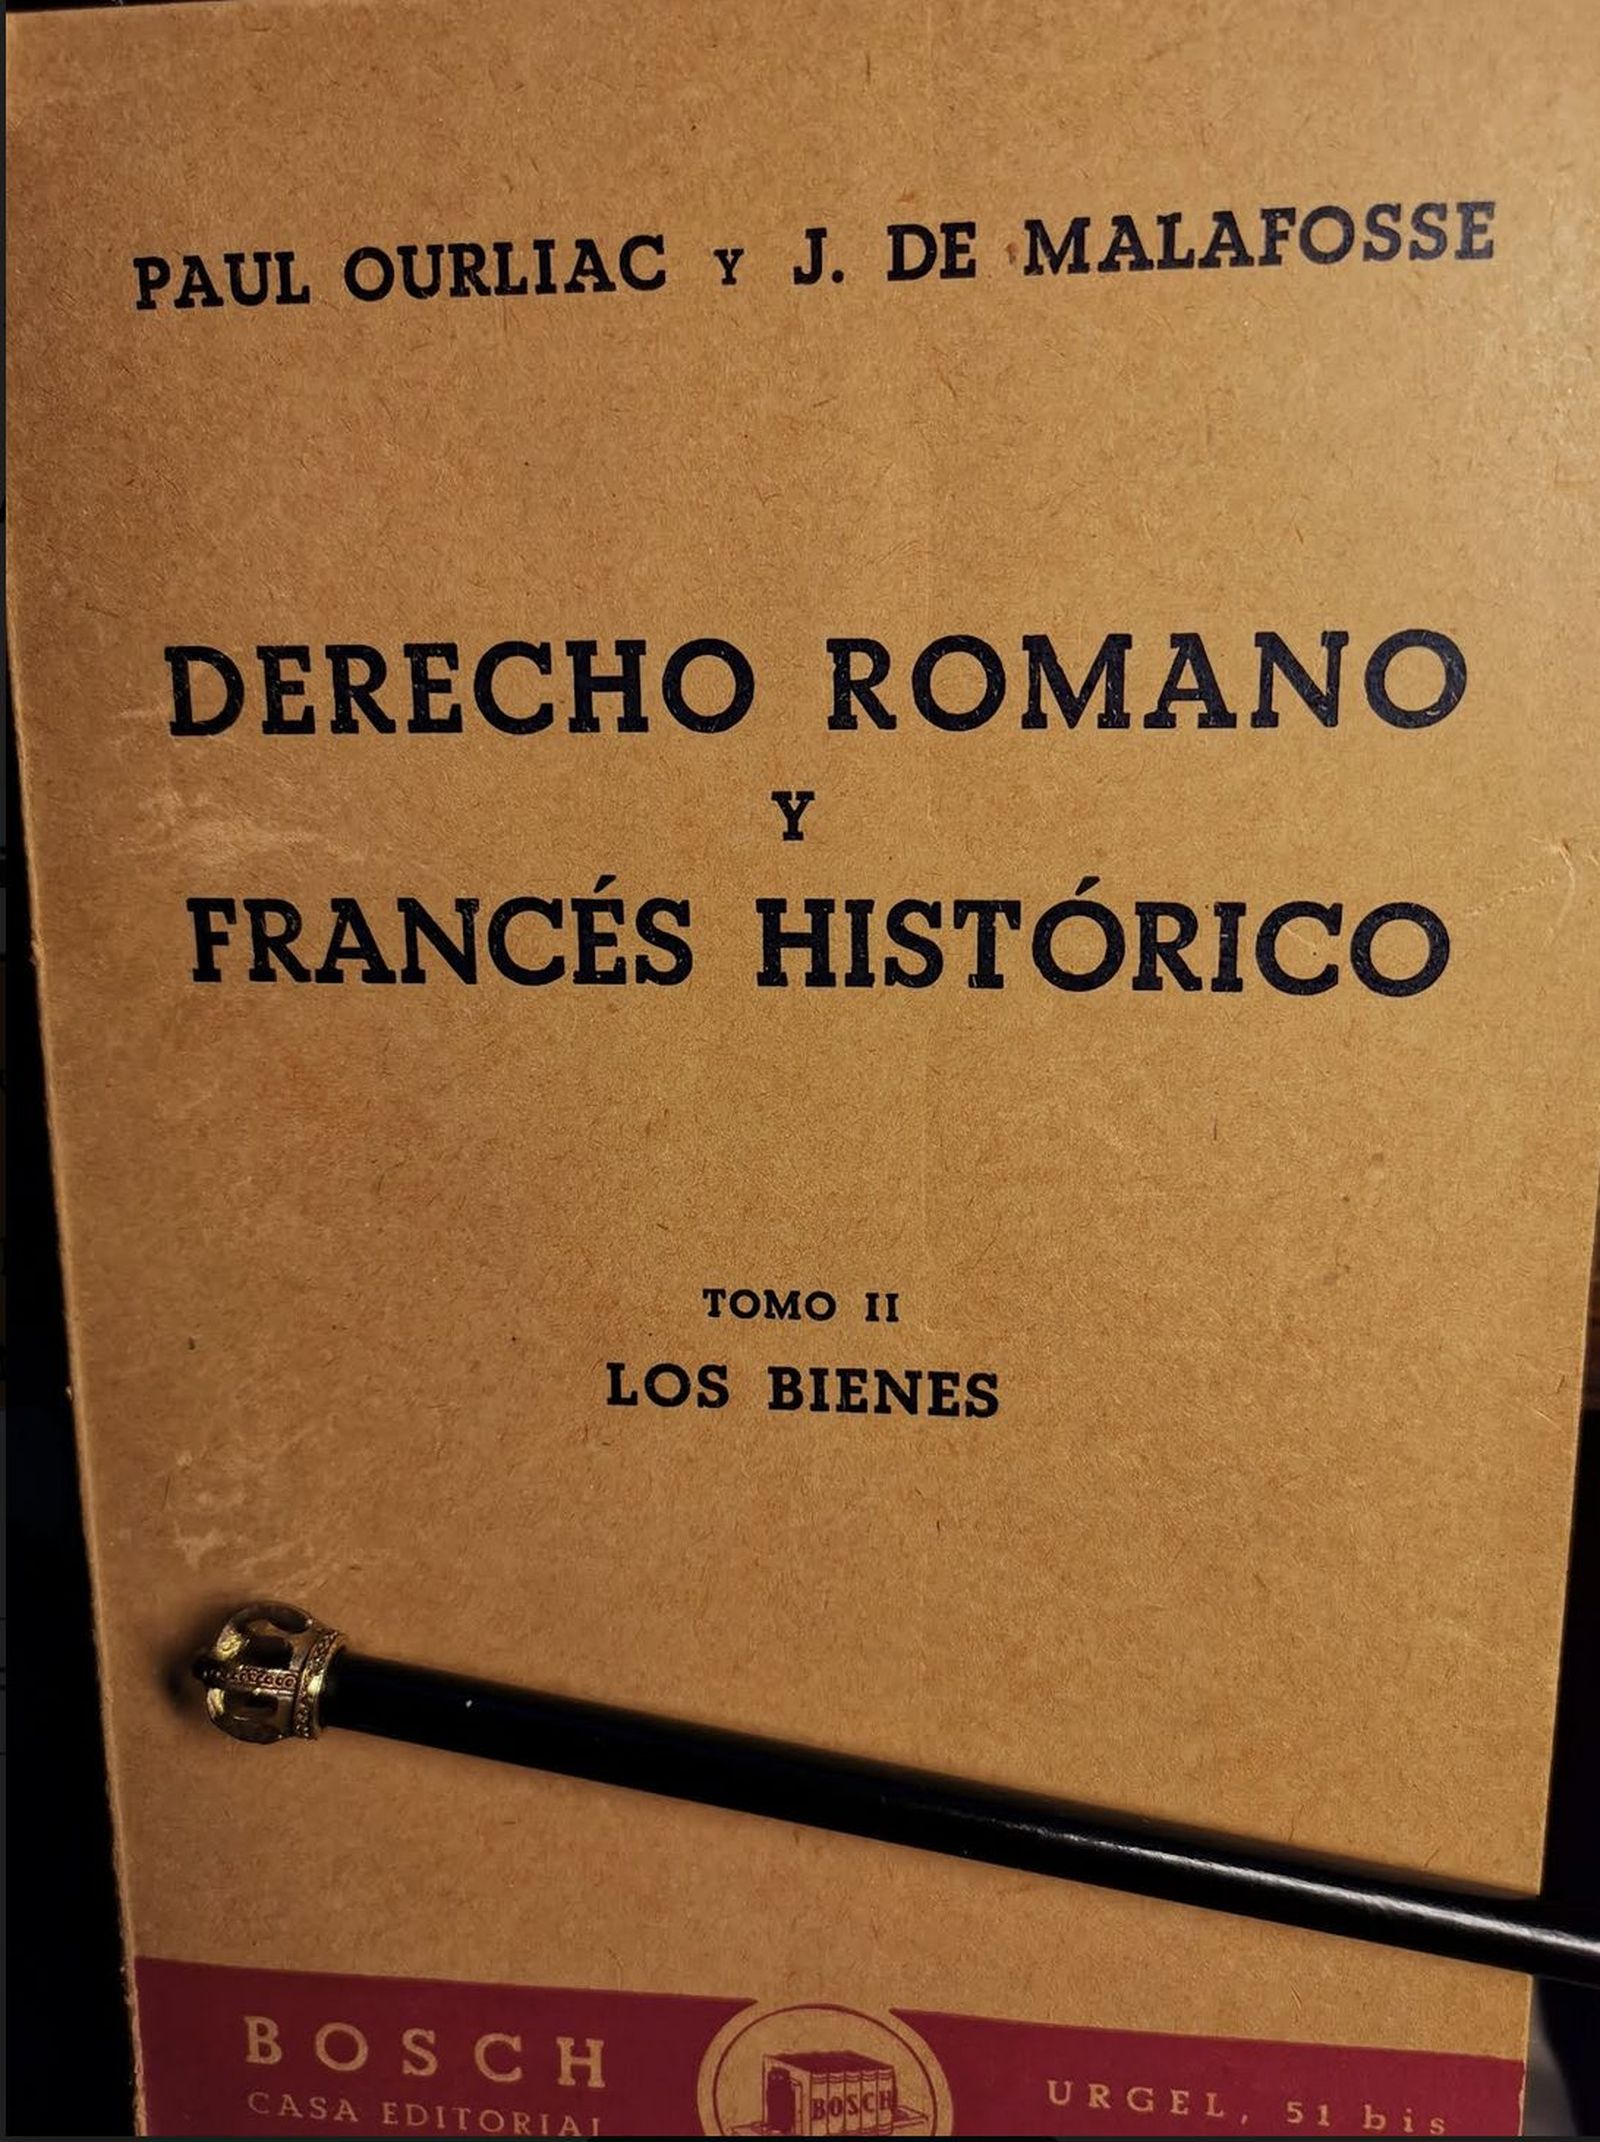 PAUL OURLIAC Y J. DE MALAFOSSE
DERECHO ROMANO
Y
FRANCÉS HISTÓRICO
TOMO II
LOS BIENES
BOSCH
CASA EDITORIAL
BOSCH
URGEL, 51 bis